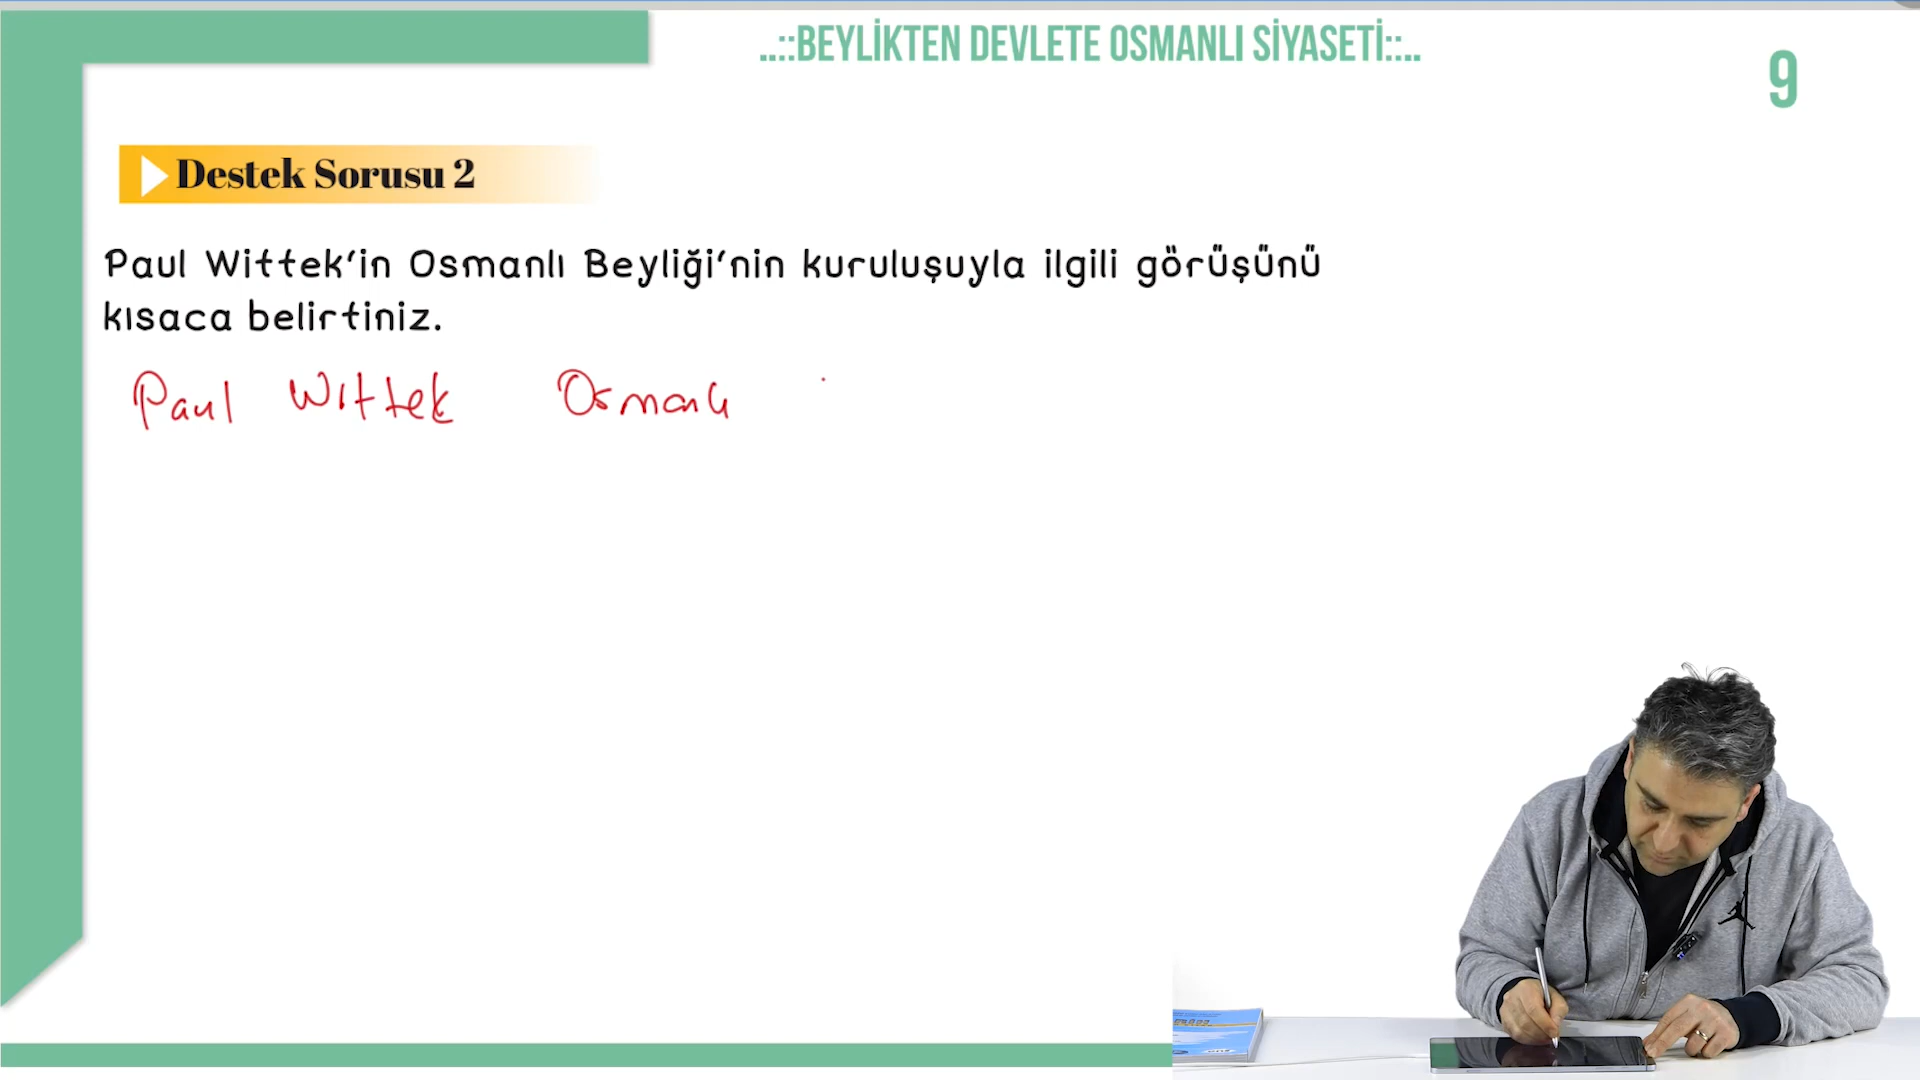 ..::BEYLİKTEN DEVLETE OSMANLI SİYASETİ::..
9
Destek Sorusu 2
Paul Wittek'in Osmanlı Beyliği'nin kuruluşuyla ilgili görüşünü
kısaca belirtiniz.
Paul Wittek Osmanlı